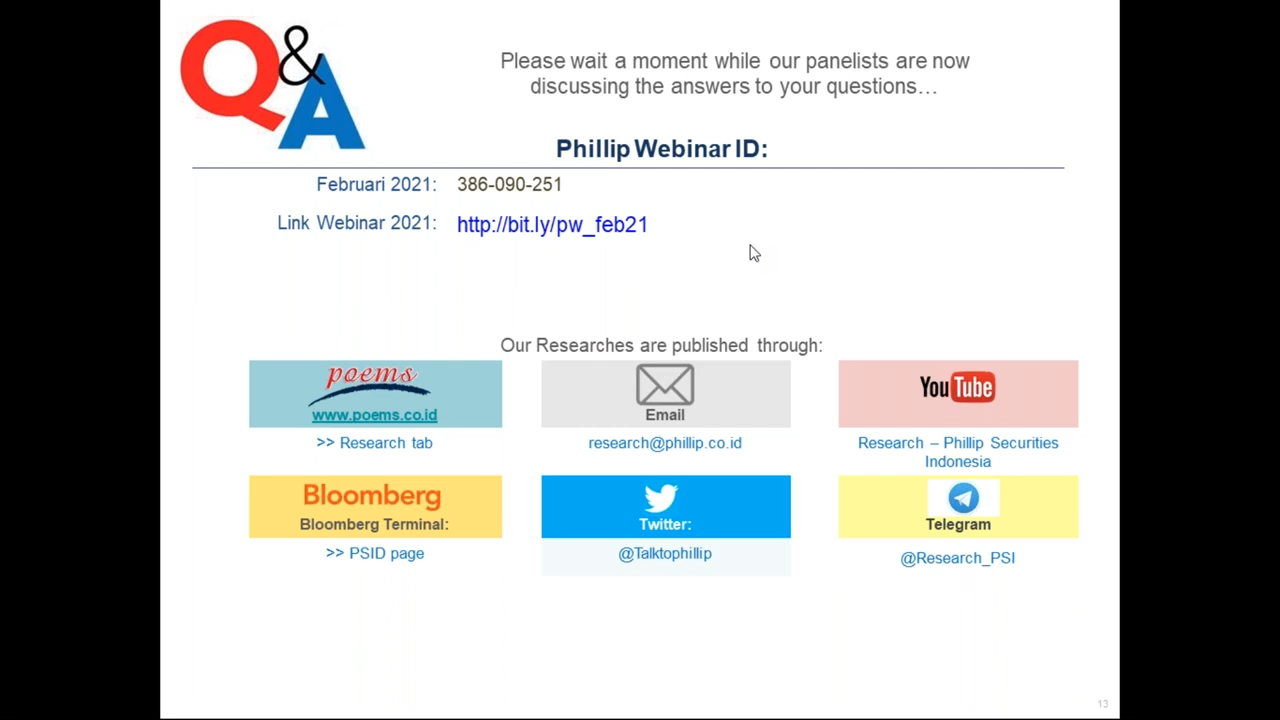 Q&A
Please wait a moment while our panelists are now
discussing the answers to your questions…
Phillip Webinar ID:
Februari 2021: 386-090-251
Link Webinar 2021: http://bit.ly/pw_feb21
Our Researches are published through:
poems
www.poems.co.id
>> Research tab
Email
research@phillip.co.id
YouTube
Research – Phillip Securities
Indonesia
Bloomberg
Bloomberg Terminal:
>> PSID page
Twitter:
@Talktophillip
Telegram
@Research_PSI
13